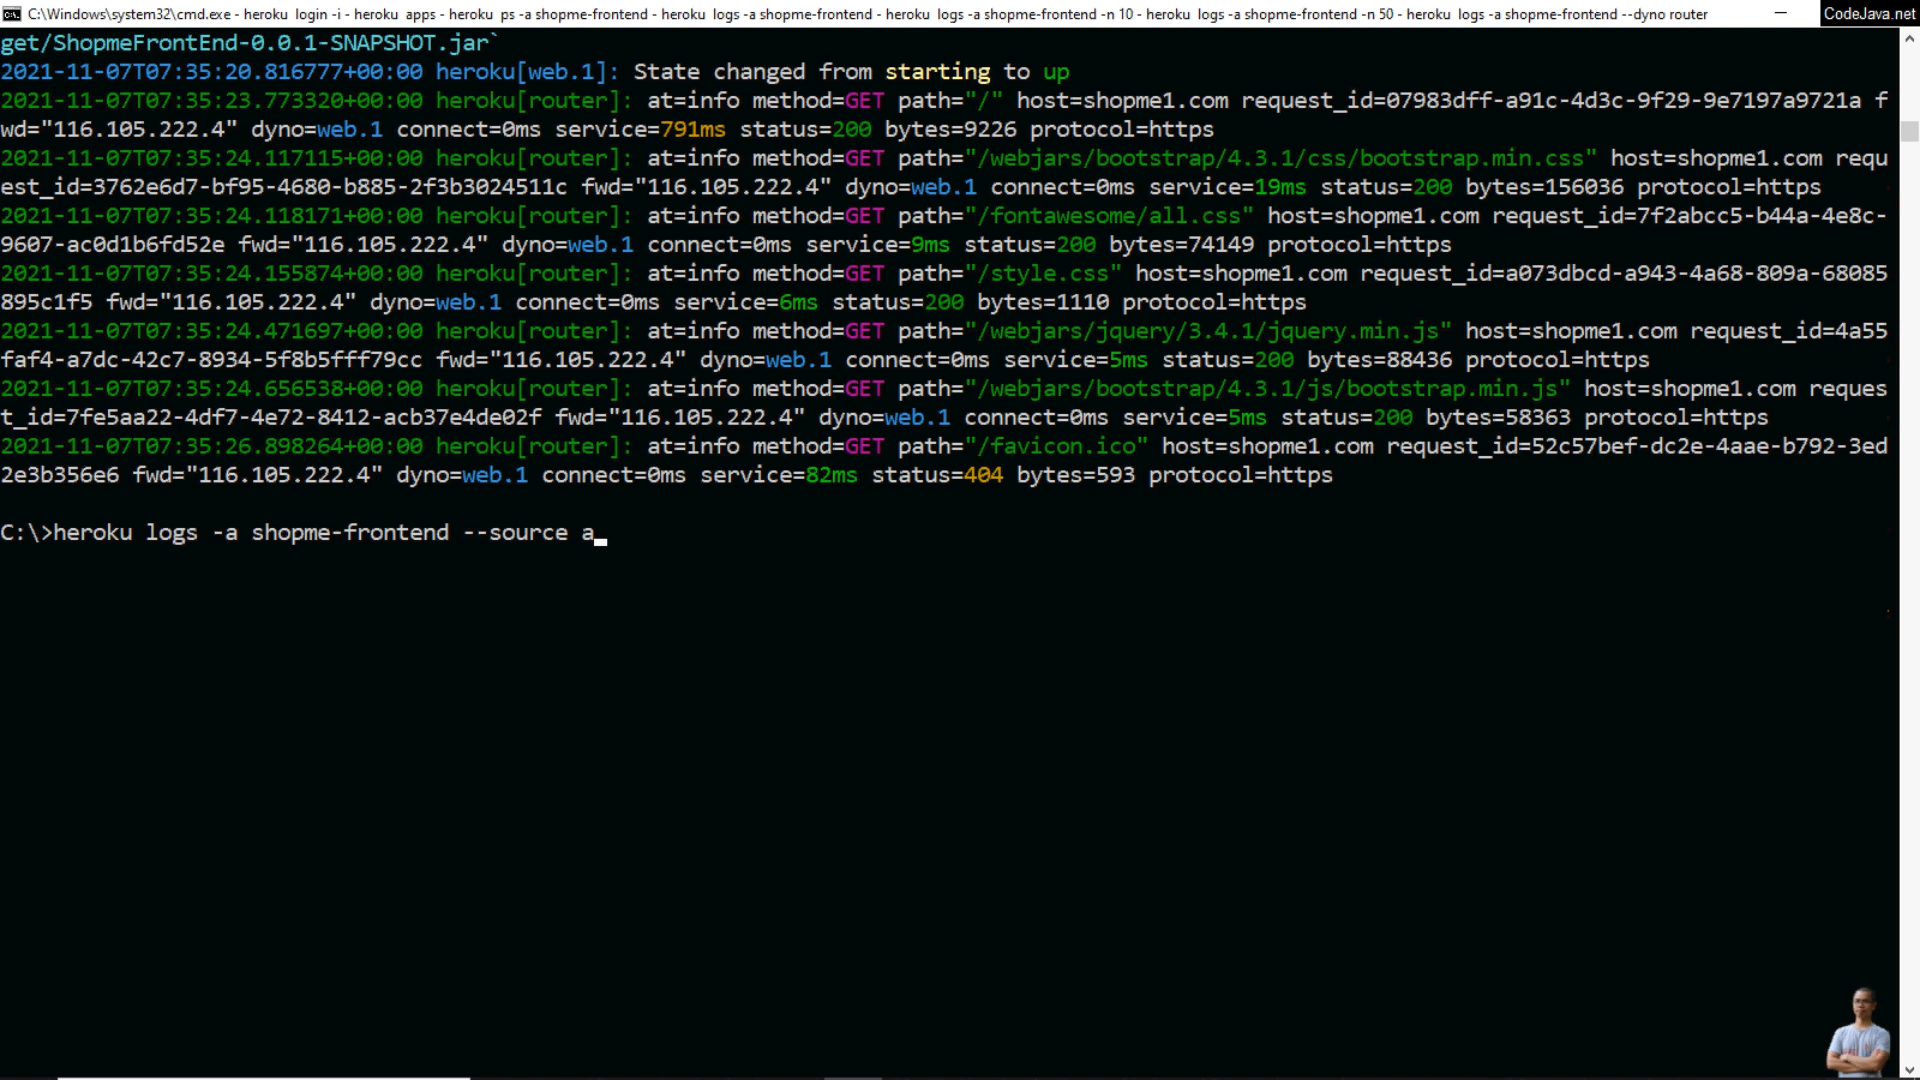 C:\Windows\system32\cmd.exe - heroku  login -i - heroku  apps - heroku  ps -a shopme-frontend - heroku  logs -a shopme-frontend - heroku  logs -a shopme-frontend -n 10 - heroku  logs -a shopme-frontend -n 50 - heroku  logs -a shopme-frontend --dyno router
CodeJava.net
get/ShopmeFrontEnd-0.0.1-SNAPSHOT.jar`
2021-11-07T07:35:20.816777+00:00 heroku[web.1]: State changed from starting to up
2021-11-07T07:35:23.773320+00:00 heroku[router]: at=info method=GET path="/" host=shopme1.com request_id=07983dff-a91c-4d3c-9f29-9e7197a9721a f
wd="116.105.222.4" dyno=web.1 connect=0ms service=791ms status=200 bytes=9226 protocol=https
2021-11-07T07:35:24.117115+00:00 heroku[router]: at=info method=GET path="/webjars/bootstrap/4.3.1/css/bootstrap.min.css" host=shopme1.com requ
est_id=3762e6d7-bf95-4680-b885-2f3b3024511c fwd="116.105.222.4" dyno=web.1 connect=0ms service=19ms status=200 bytes=156036 protocol=https
2021-11-07T07:35:24.118171+00:00 heroku[router]: at=info method=GET path="/fontawesome/all.css" host=shopme1.com request_id=7f2abcc5-b44a-4e8c-
9607-ac0d1b6fd52e fwd="116.105.222.4" dyno=web.1 connect=0ms service=9ms status=200 bytes=74149 protocol=https
2021-11-07T07:35:24.155874+00:00 heroku[router]: at=info method=GET path="/style.css" host=shopme1.com request_id=a073dbcd-a943-4a68-809a-68085
895c1f5 fwd="116.105.222.4" dyno=web.1 connect=0ms service=6ms status=200 bytes=1110 protocol=https
2021-11-07T07:35:24.471697+00:00 heroku[router]: at=info method=GET path="/webjars/jquery/3.4.1/jquery.min.js" host=shopme1.com request_id=4a55
faf4-a7dc-42c7-8934-5f8b5fff79cc fwd="116.105.222.4" dyno=web.1 connect=0ms service=5ms status=200 bytes=88436 protocol=https
2021-11-07T07:35:24.656538+00:00 heroku[router]: at=info method=GET path="/webjars/bootstrap/4.3.1/js/bootstrap.min.js" host=shopme1.com reques
t_id=7fe5aa22-4df7-4e72-8412-acb37e4de02f fwd="116.105.222.4" dyno=web.1 connect=0ms service=5ms status=200 bytes=58363 protocol=https
2021-11-07T07:35:26.898264+00:00 heroku[router]: at=info method=GET path="/favicon.ico" host=shopme1.com request_id=52c57bef-dc2e-4aae-b792-3ed
2e3b356e6 fwd="116.105.222.4" dyno=web.1 connect=0ms service=82ms status=404 bytes=593 protocol=https
C:\>heroku logs -a shopme-frontend --source a